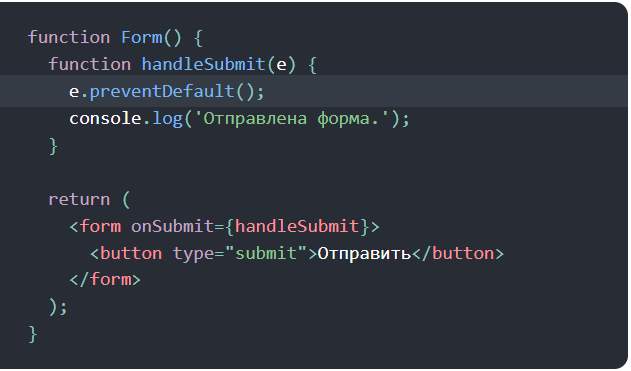 function Form() {
  function handleSubmit(e) {
    e.preventDefault();
    console.log('Отправлена форма.');
  }

  return (
    <form onSubmit={handleSubmit}>
      <button type="submit">Отправить</button>
    </form>
  );
}